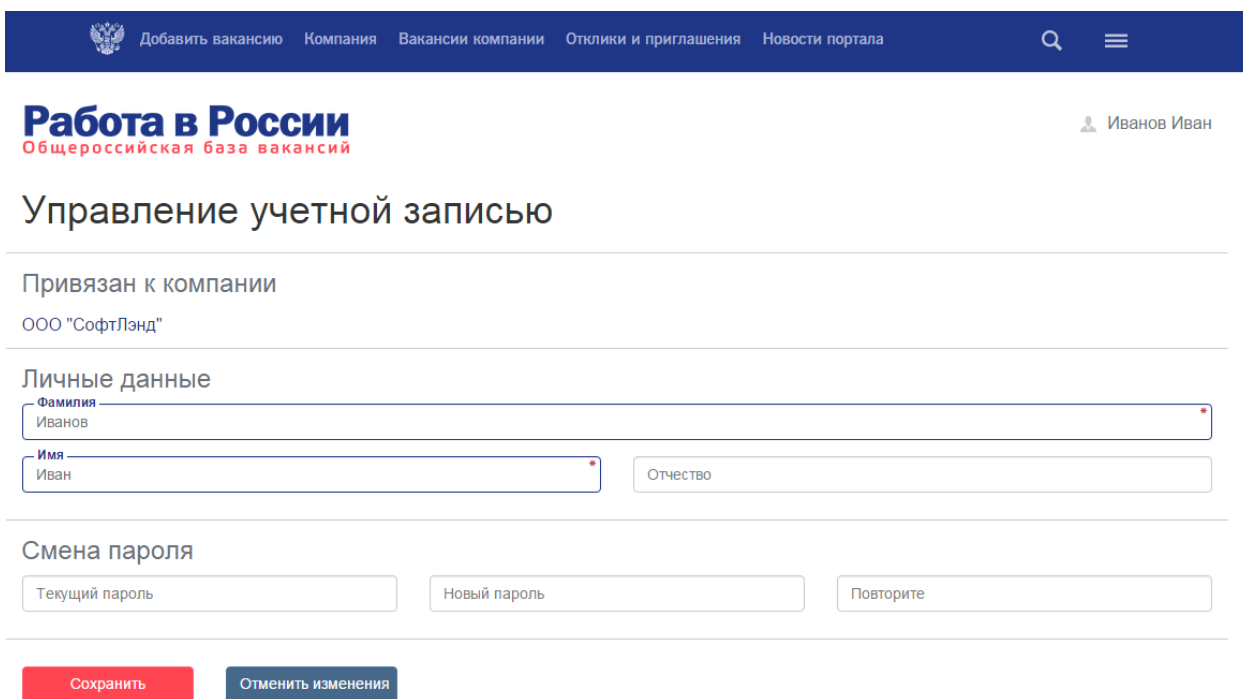 Добавить вакансию Компания Вакансии компании Отклики и приглашения Новости портала
Работа в России
Общероссийская база вакансий
Иванов Иван
Управление учетной записью
Привязан к компании
ООО "СофтЛэнд"
Личные данные
Фамилия
Иванов *
Имя
Иван * Отчество
Смена пароля
Текущий пароль Новый пароль Повторите
Сохранить Отменить изменения